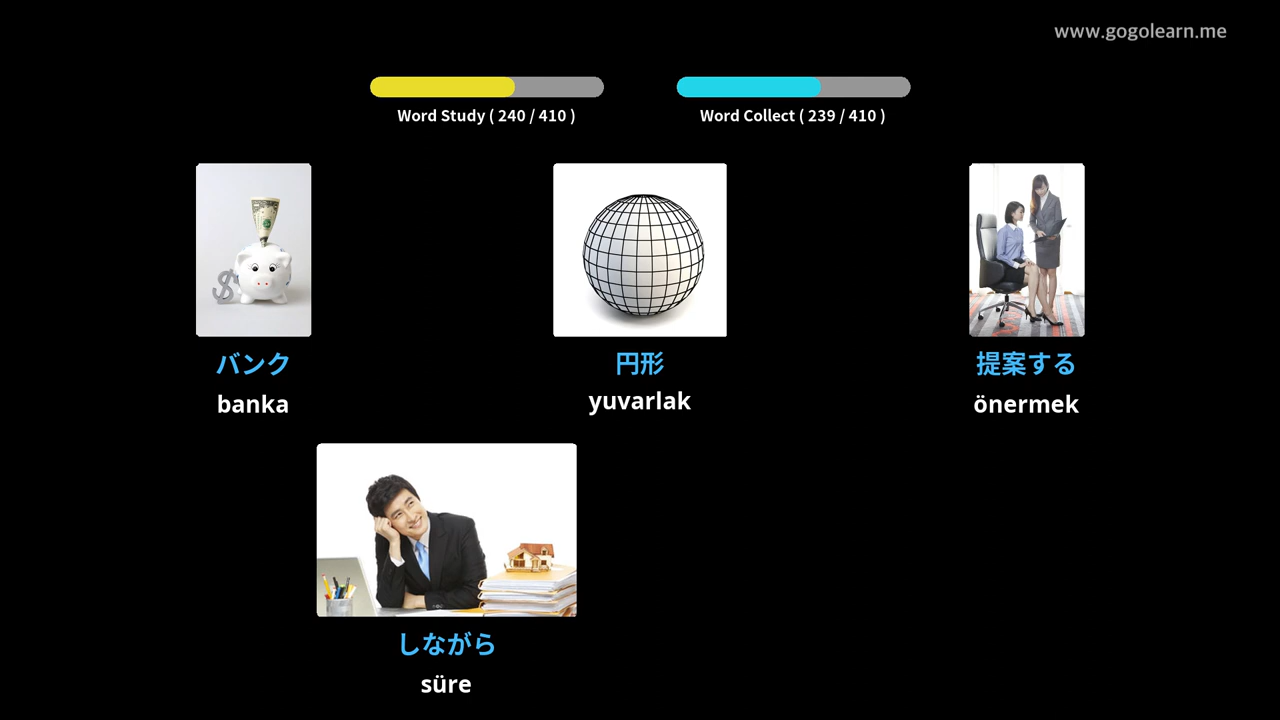 www.gogolearn.me
Word Study ( 240 / 410 )
Word Collect ( 239 / 410 )
バンク
banka
円形
yuvarlak
提案する
önermek
しながら
süre